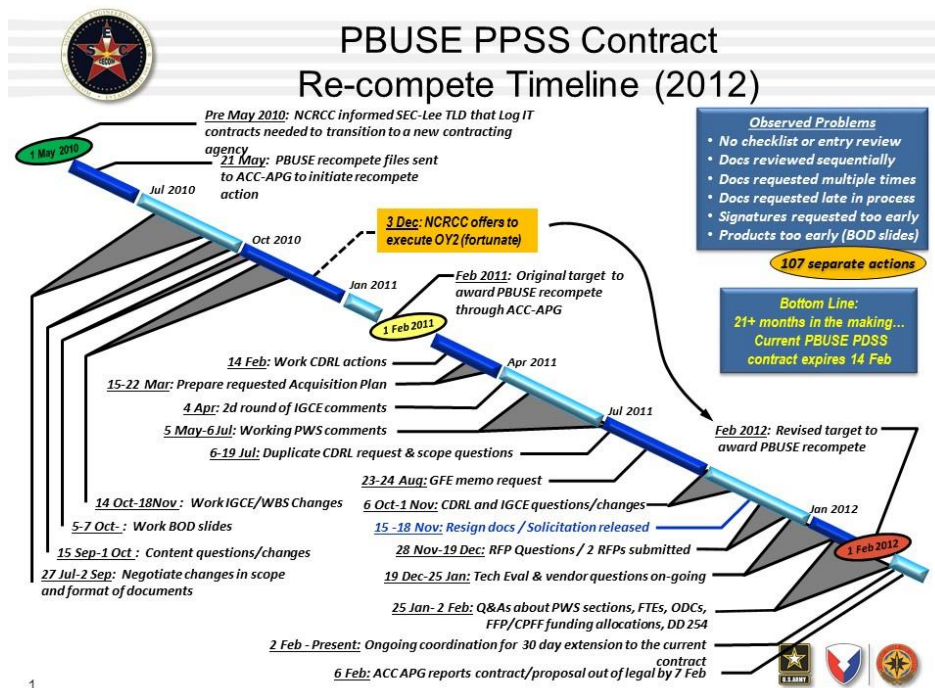 PBUSE PPSS Contract
Re-compete Timeline (2012)
Pre May 2010: NCRCC informed SEC-Lee TLD that Log IT
contracts needed to transition to a new contracting
agency
1 May 2010
21 May: PBUSE recompete files sent
to ACC-APG to initiate recompete
action
Observed Problems
• No checklist or entry review
• Docs reviewed sequentially
• Docs requested multiple times
• Docs requested late in process
• Signatures requested too early
• Products too early (BOD slides)
107 separate actions
Bottom Line:
21+ months in the making…
Current PBUSE PDSS
contract expires 14 Feb
Jul 2010
Oct 2010
3 Dec: NCRCC offers to
execute OY2 (fortunate)
Jan 2011
Feb 2011: Original target to
award PBUSE recompete
through ACC-APG
1 Feb 2011
14 Feb: Work CDRL actions
Apr 2011
15-22 Mar: Prepare requested Acquisition Plan
4 Apr: 2d round of IGCE comments
5 May-6Jul: Working PWS comments
Jul 2011
6-19 Jul: Duplicate CDRL request & scope questions
Feb 2012: Revised target to
award PBUSE recompete
23-24 Aug: GFE memo request
14 Oct-18Nov : Work IGCE/WBS Changes
6 Oct-1 Nov: CDRL and IGCE questions/changes
Jan 2012
5-7 Oct- : Work BOD slides
15 -18 Nov: Resign docs / Solicitation released
15 Sep-1 Oct : Content questions/changes
28 Nov-19 Dec: RFP Questions / 2 RFPs submitted
1 Feb 2012
27 Jul-2 Sep: Negotiate changes in scope
and format of documents
19 Dec-25 Jan: Tech Eval & vendor questions on-going
25 Jan- 2 Feb: Q&As about PWS sections, FTEs, ODCs,
FFP/CPFF funding allocations, DD 254
2 Feb - Present: Ongoing coordination for 30 day extension to the current
contract
6 Feb: ACC APG reports contract/proposal out of legal by 7 Feb
U.S.ARMY
1
SEC
CECOM